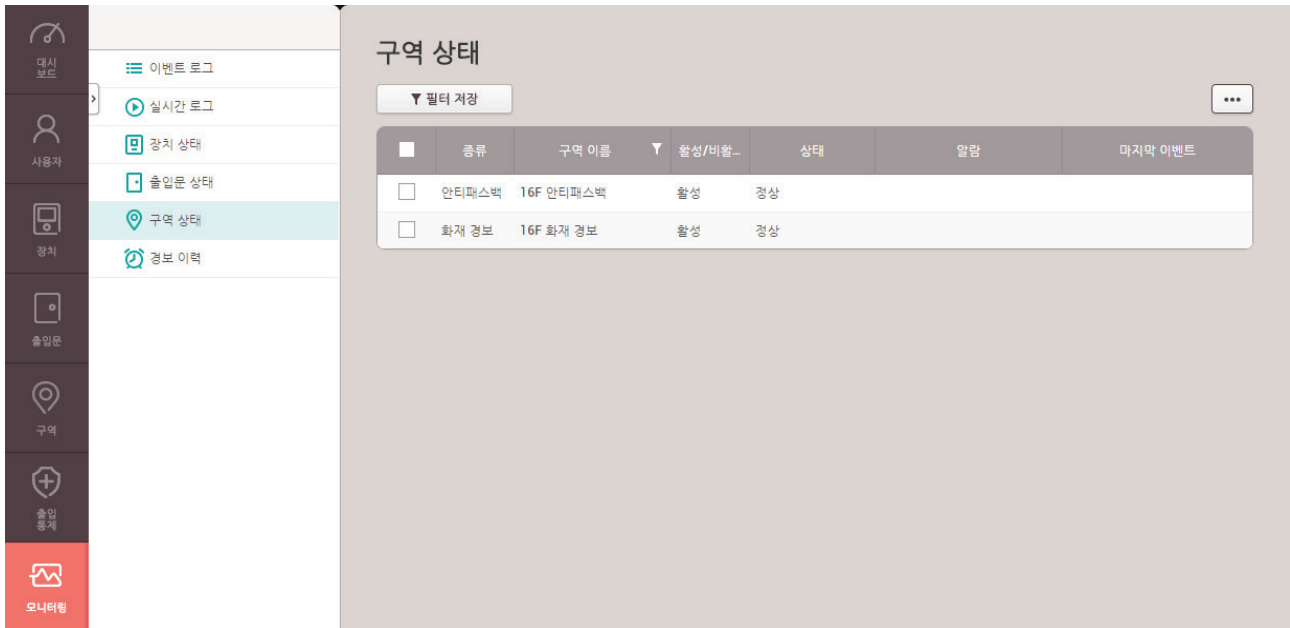 대시
보드
사용자
장치
출입문
구역
출입
통제
모니터링
이벤트 로그
실시간 로그
장치 상태
출입문 상태
구역 상태
경보 이력
구역 상태
필터 저장
종류 구역 이름 활성/비활... 상태 알람 마지막 이벤트
안티패스백 16F 안티패스백 활성 정상
화재 경보 16F 화재 경보 활성 정상